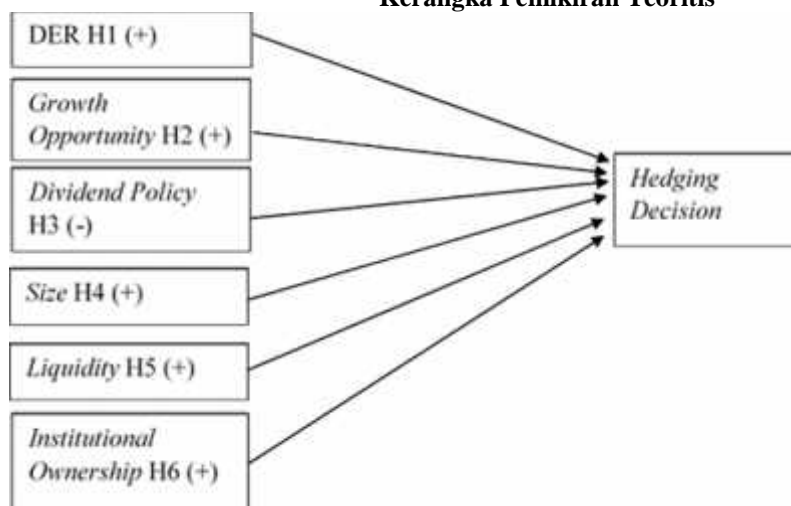 Kerangka Pemikiran Teoritis
DER H1 (+)
Growth
Opportunity H2 (+)
Dividend Policy
H3 (-)
Size H4 (+)
Liquidity H5 (+)
Institutional
Ownership H6 (+)
Hedging
Decision